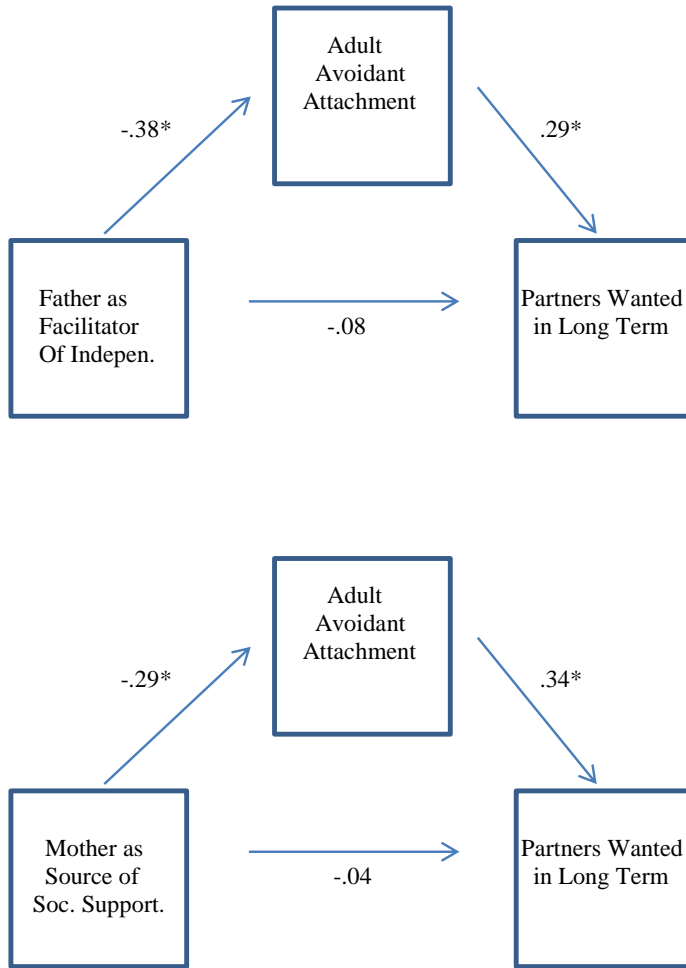 Adult
Avoidant
Attachment
-.38*
.29*
Father as
Facilitator
Of Indepen.
-.08
Partners Wanted
in Long Term
Adult
Avoidant
Attachment
-.29*
.34*
Mother as
Source of
Soc. Support.
-.04
Partners Wanted
in Long Term